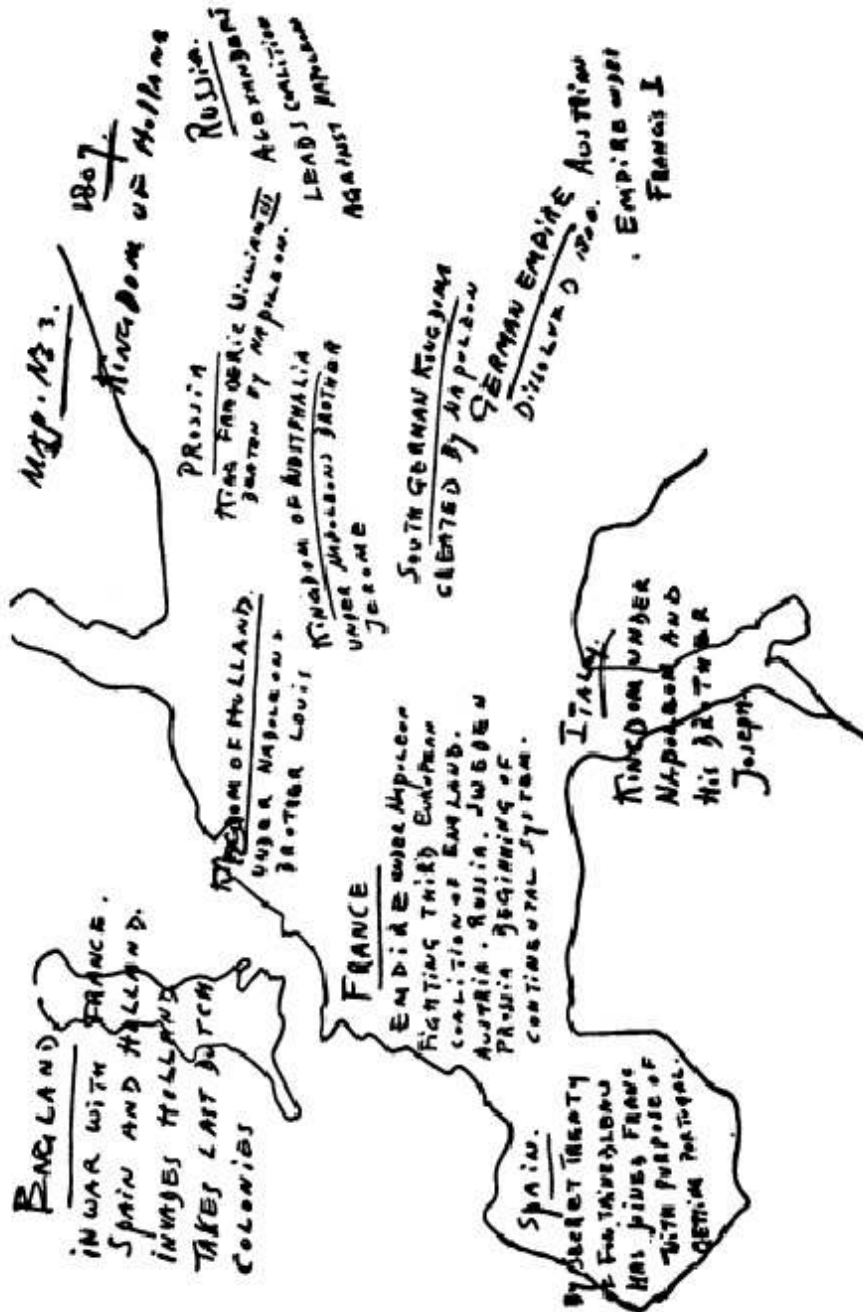 MAP. No 3.
1807.
KINGDOM OF HOLLAND
ENGLAND
IN WAR WITH FRANCE.
SPAIN AND HOLLAND.
INVADES HOLLAND
TAKES LAST DUTCH
COLONIES
KINGDOM OF HOLLAND.
UNDER NAPOLEONS
BROTHER LOUIS
PRUSSIA
KING FREDERIC WILLIAM III
BEATEN BY NAPOLEON.
RUSSIA.
ALEXANDER I
LEADS COALITION
AGAINST NAPOLEON
KINGDOM OF WESTPHALIA
UNDER NAPOLEONS BROTHER
JEROME
FRANCE
EMPIRE UNDER NAPOLEON
FIGHTING THIRD EUROPEAN
COALITION OF ENGLAND.
AUSTRIA. RUSSIA. SWEDEN
PRUSSIA BEGINNING OF
CONTINENTAL SYSTEM.
SOUTH GERMAN KINGDOMS
CREATED BY NAPOLEON
GERMAN EMPIRE
DISSOLVED
AUSTRIAN
EMPIRE UNDER
FRANCIS I
SPAIN.
BY SECRET TREATY
OF FONTAINEBLEAU
HAS JOINED FRANCE
WITH PURPOSE OF
GETTING PORTUGAL.
ITALY.
KINGDOM UNDER
NAPOLEON AND
HIS BROTHER
JOSEPH.